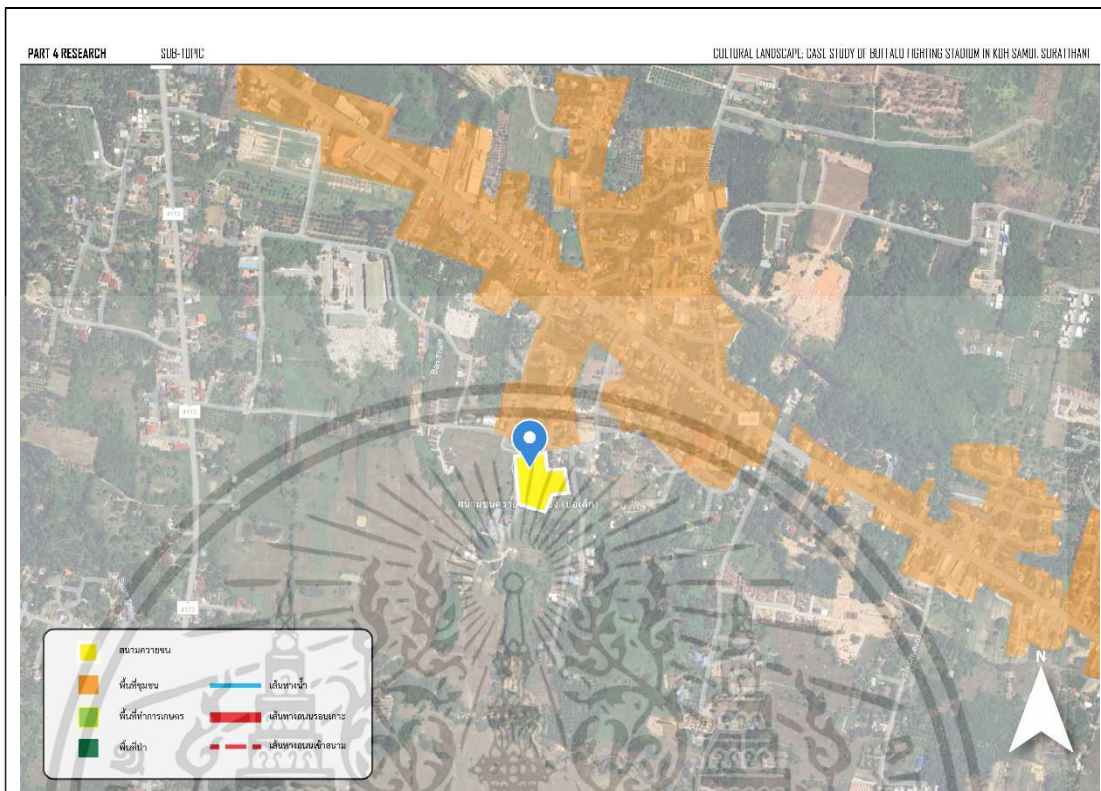 PART 4 RESEARCH
SUB-TOPIC
CULTURAL LANDSCAPE: CASE STUDY OF BUFFALO FIGHTING STADIUM IN KOH SAMUI, SURATTHANI
4173
4173
4173
N
สนามควายชน
พื้นที่ชุมชน
เส้นทางน้ำ
พื้นที่ทำการเกษตร
เส้นทางถนนรอบเกาะ
พื้นที่ป่า
เส้นทางถนนเข้าสนาม